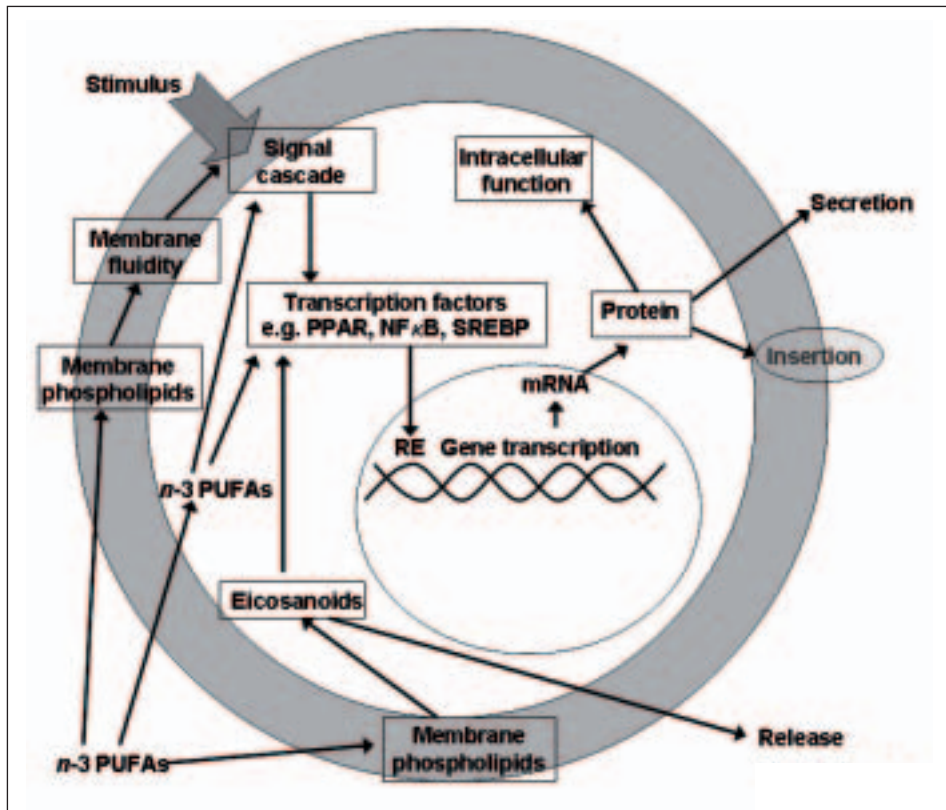 Stimulus
Signal
cascade
Intracellular
function
Secretion
Membrane
fluidity
Transcription factors
e.g. PPAR, NFκB, SREBP
Protein
Insertion
Membrane
phospholipids
mRNA
RE Gene transcription
n-3 PUFAs
Eicosanoids
Membrane
phospholipids
Release
n-3 PUFAs